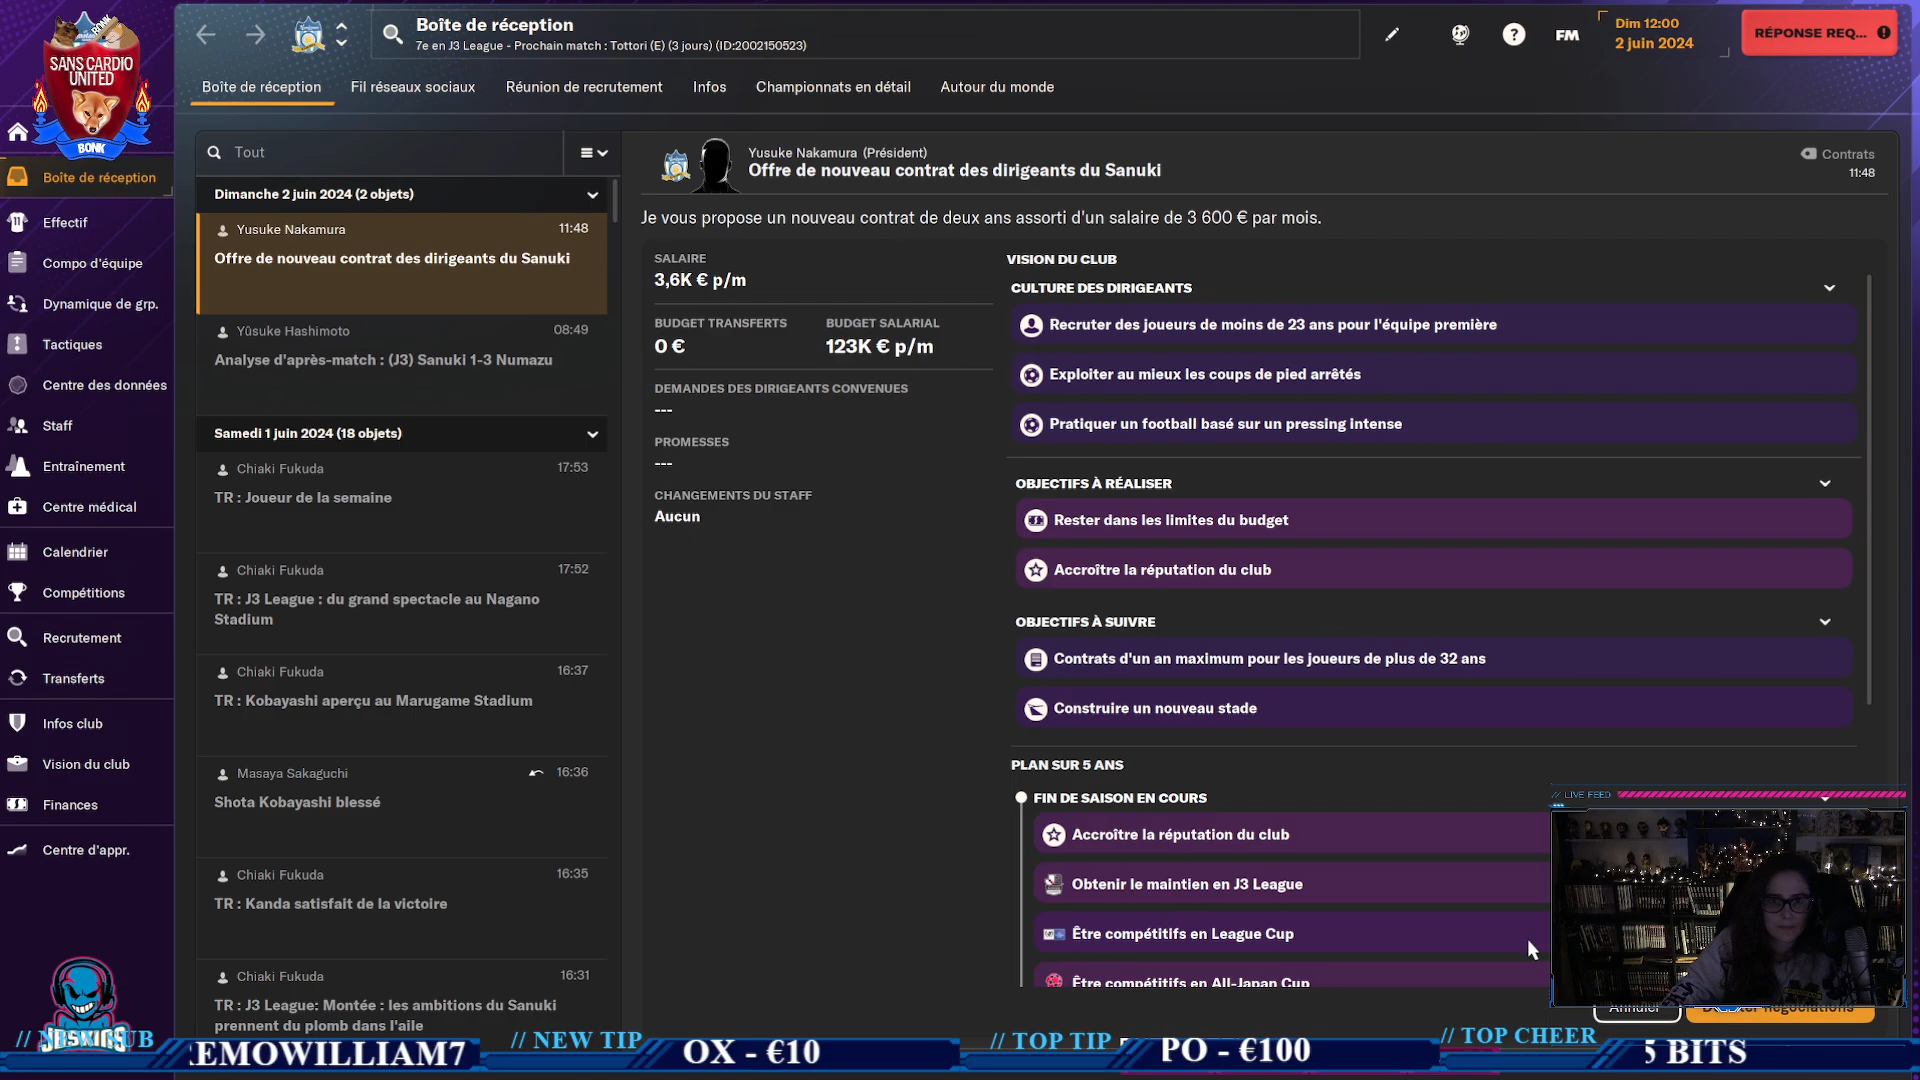 SANS CARDIO
UNITED
BONK
Boîte de réception
7e en J3 League - Prochain match : Tottori (E) (3 jours) (ID:2002150523)
FM
Dim 12:00
2 juin 2024
RÉPONSE REQ...
Boîte de réception
Fil réseaux sociaux
Réunion de recrutement
Infos
Championnats en détail
Autour du monde
Boîte de réception
Effectif
Compo d'équipe
Dynamique de grp.
Tactiques
Centre des données
Staff
Entraînement
Centre médical
Calendrier
Compétitions
Recrutement
Transferts
Infos club
Vision du club
Finances
Centre d'appr.
Tout
Dimanche 2 juin 2024 (2 objets)
Yusuke Nakamura 11:48
Offre de nouveau contrat des dirigeants du Sanuki
Yûsuke Hashimoto 08:49
Analyse d'après-match : (J3) Sanuki 1-3 Numazu
Samedi 1 juin 2024 (18 objets)
Chiaki Fukuda 17:53
TR : Joueur de la semaine
Chiaki Fukuda 17:52
TR : J3 League : du grand spectacle au Nagano
Stadium
Chiaki Fukuda 16:37
TR : Kobayashi aperçu au Marugame Stadium
Masaya Sakaguchi 16:36
Shota Kobayashi blessé
Chiaki Fukuda 16:35
TR : Kanda satisfait de la victoire
Chiaki Fukuda 16:31
TR : J3 League: Montée : les ambitions du Sanuki
prennent du plomb dans l'aile
Yusuke Nakamura (Président)
Offre de nouveau contrat des dirigeants du Sanuki
Contrats
11:48
Je vous propose un nouveau contrat de deux ans assorti d'un salaire de 3 600 € par mois.
SALAIRE
3,6K € p/m
BUDGET TRANSFERTS
0 €
BUDGET SALARIAL
123K € p/m
DEMANDES DES DIRIGEANTS CONVENUES
---
PROMESSES
---
CHANGEMENTS DU STAFF
Aucun
VISION DU CLUB
CULTURE DES DIRIGEANTS
Recruter des joueurs de moins de 23 ans pour l'équipe première
Exploiter au mieux les coups de pied arrêtés
Pratiquer un football basé sur un pressing intense
OBJECTIFS À RÉALISER
Rester dans les limites du budget
Accroître la réputation du club
OBJECTIFS À SUIVRE
Contrats d'un an maximum pour les joueurs de plus de 32 ans
Construire un nouveau stade
PLAN SUR 5 ANS
FIN DE SAISON EN COURS
Accroître la réputation du club
Obtenir le maintien en J3 League
Être compétitifs en League Cup
Être compétitifs en All-Japan Cup
// LIVE FEED
Annuler
négociations
// NEW SUB
EMOWILLIAM7
// NEW TIP
OX - €10
// TOP TIP
PO - €100
// TOP CHEER
5 BITS